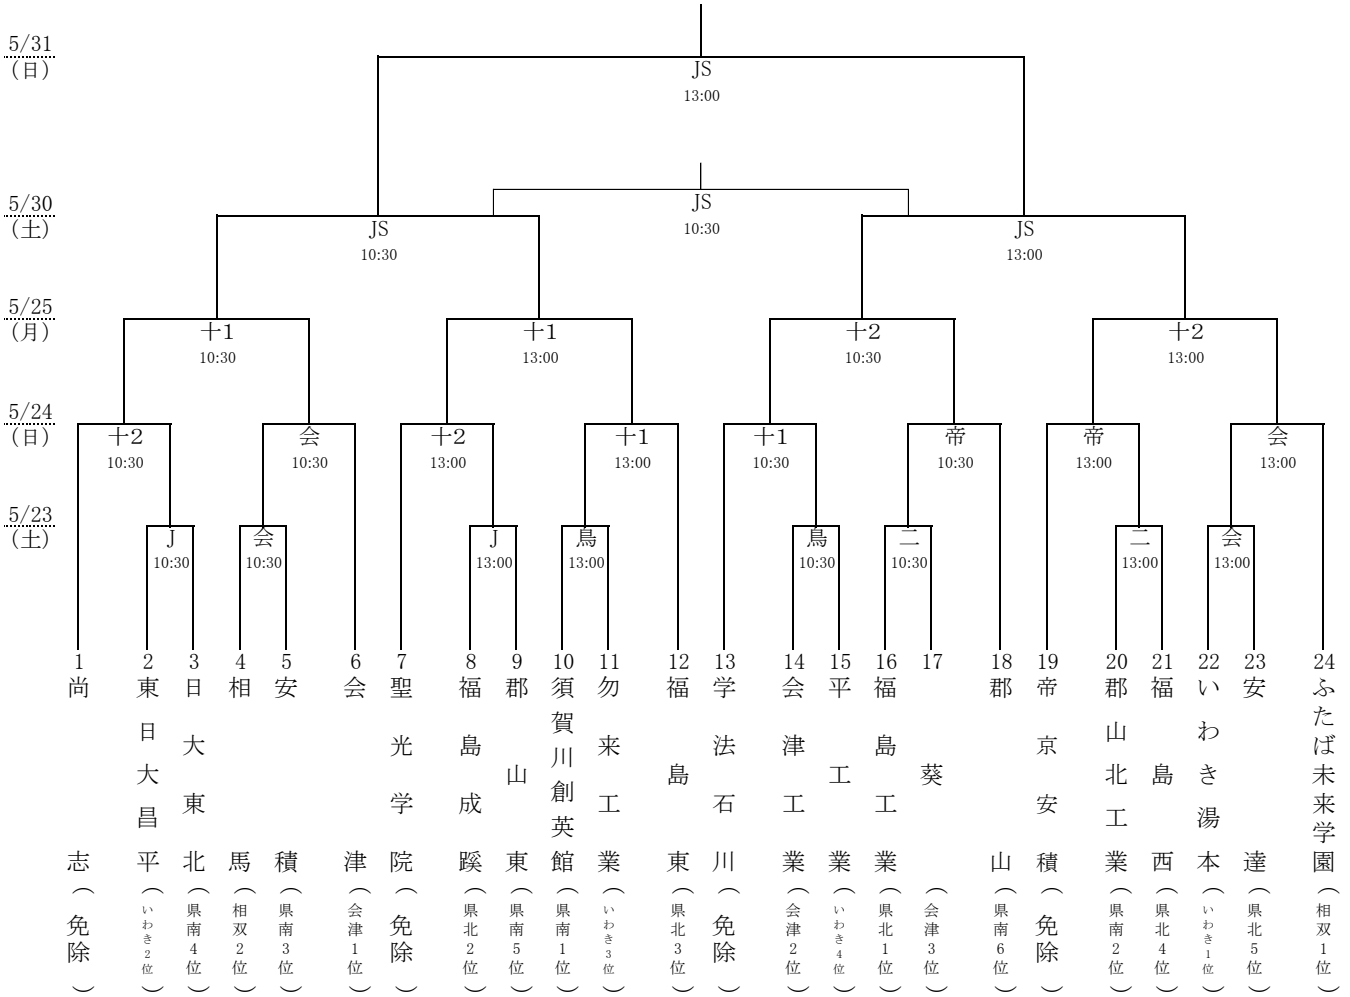 5/31
(日)
JS
13:00
5/30
(土)
JS
10:30
JS
10:30
JS
13:00
5/25
(月)
十1
10:30
十1
13:00
十2
10:30
十2
13:00
5/24
(日)
十2
10:30
会
10:30
十2
13:00
十1
13:00
十1
10:30
帝
10:30
帝
13:00
会
13:00
5/23
(土)
J
10:30
会
10:30
J
13:00
鳥
13:00
鳥
10:30
二
10:30
二
13:00
会
13:00
1
尚志(免除)
2
東日大昌平(いわき2位)
3
日大東北(県南4位)
4
相馬(相双2位)
5
安積(県南3位)
6
会津(会津1位)
7
聖光学院(免除)
8
福島成蹊(県北2位)
9
郡山東(県南5位)
10
須賀川創英館(県南1位)
11
勿来工業(いわき3位)
12
福島東(県北3位)
13
学法石川(免除)
14
会津工業(会津2位)
15
平工業(いわき4位)
16
福島工業(県北1位)
17
葵(会津3位)
18
郡山(県南6位)
19
帝京安積(免除)
20
郡山北工業(県南2位)
21
福島西(県北4位)
22
いわき湯本(いわき1位)
23
安達(県北5位)
24
ふたば未来学園(相双1位)